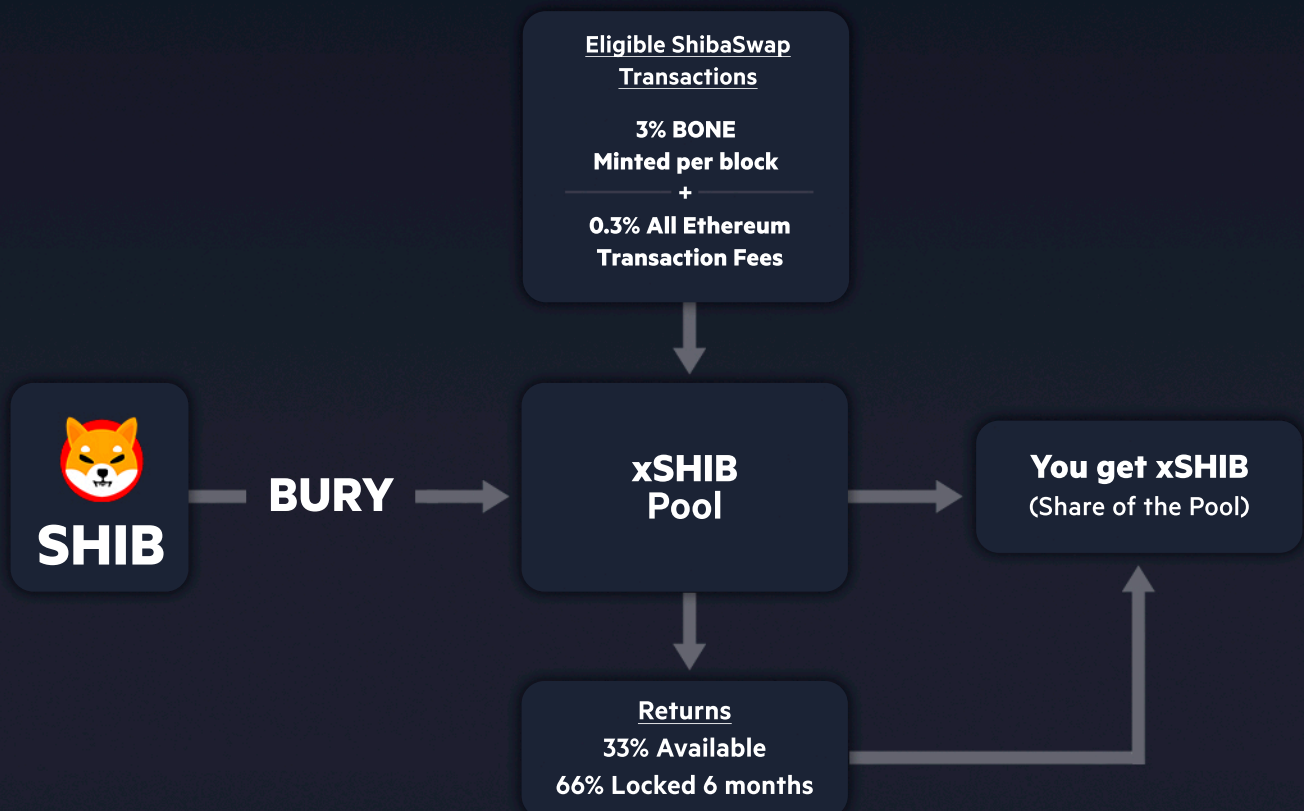 Eligible ShibaSwap
Transactions
3% BONE
Minted per block
+
0.3% All Ethereum
Transaction Fees
SHIB
BURY
xSHIB
Pool
You get xSHIB
(Share of the Pool)
Returns
33% Available
66% Locked 6 months